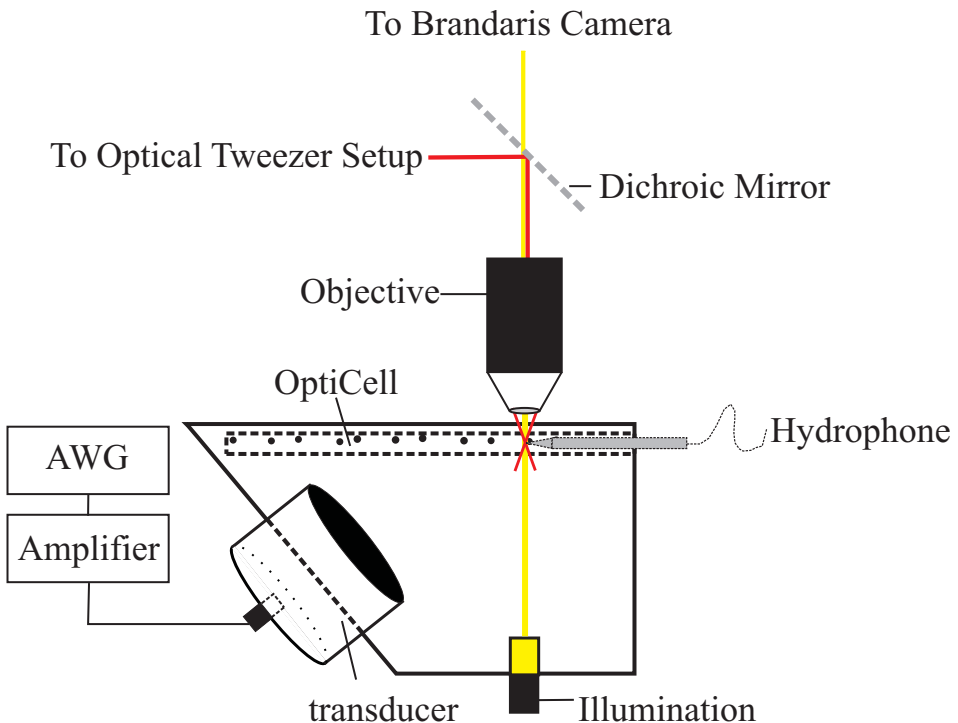 To Brandaris Camera
To Optical Tweezer Setup
Dichroic Mirror
Objective
OptiCell
Hydrophone
AWG
Amplifier
transducer
Illumination